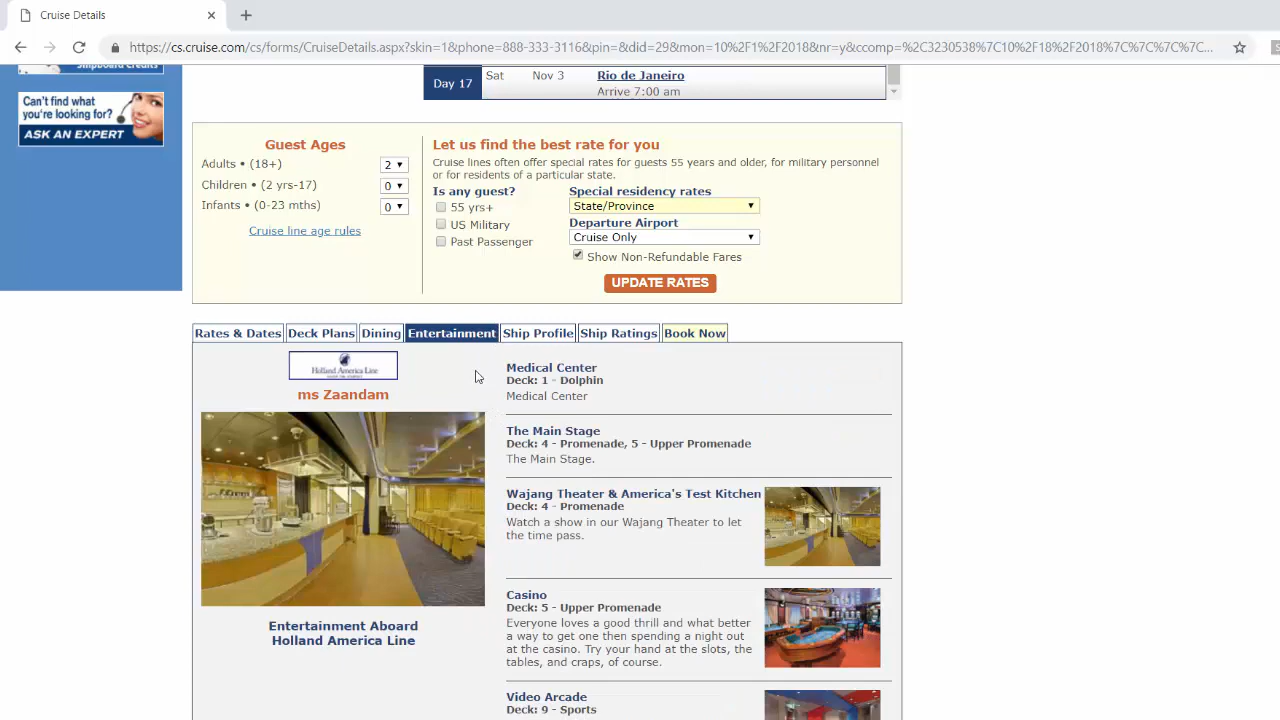 Cruise Details
https://cs.cruise.com/cs/forms/CruiseDetails.aspx?skin=1&phone=888-333-3116&pin=&did=29&mon=10%2F1%2F2018&nr=y&ccomp=%2C3230538%7C10%2F18%2F2018%7C%7C%7C%7C...
Shipboard Credits
Can't find what
you're looking for?
ASK AN EXPERT
Day 17 Sat Nov 3 Rio de Janeiro
Arrive 7:00 am
Guest Ages
Adults • (18+) 2
Children • (2 yrs-17) 0
Infants • (0-23 mths) 0
Cruise line age rules
Let us find the best rate for you
Cruise lines often offer special rates for guests 55 years and older, for military personnel
or for residents of a particular state.
Is any guest?
55 yrs+
US Military
Past Passenger
Special residency rates
State/Province
Departure Airport
Cruise Only
Show Non-Refundable Fares
UPDATE RATES
Rates & Dates Deck Plans Dining Entertainment Ship Profile Ship Ratings Book Now
Holland America Line
ms Zaandam
Entertainment Aboard
Holland America Line
Medical Center
Deck: 1 - Dolphin
Medical Center
The Main Stage
Deck: 4 - Promenade, 5 - Upper Promenade
The Main Stage.
Wajang Theater & America's Test Kitchen
Deck: 4 - Promenade
Watch a show in our Wajang Theater to let
the time pass.
Casino
Deck: 5 - Upper Promenade
Everyone loves a good thrill and what better
a way to get one then spending a night out
at the casino. Try your hand at the slots, the
tables, and craps, of course.
Video Arcade
Deck: 9 - Sports